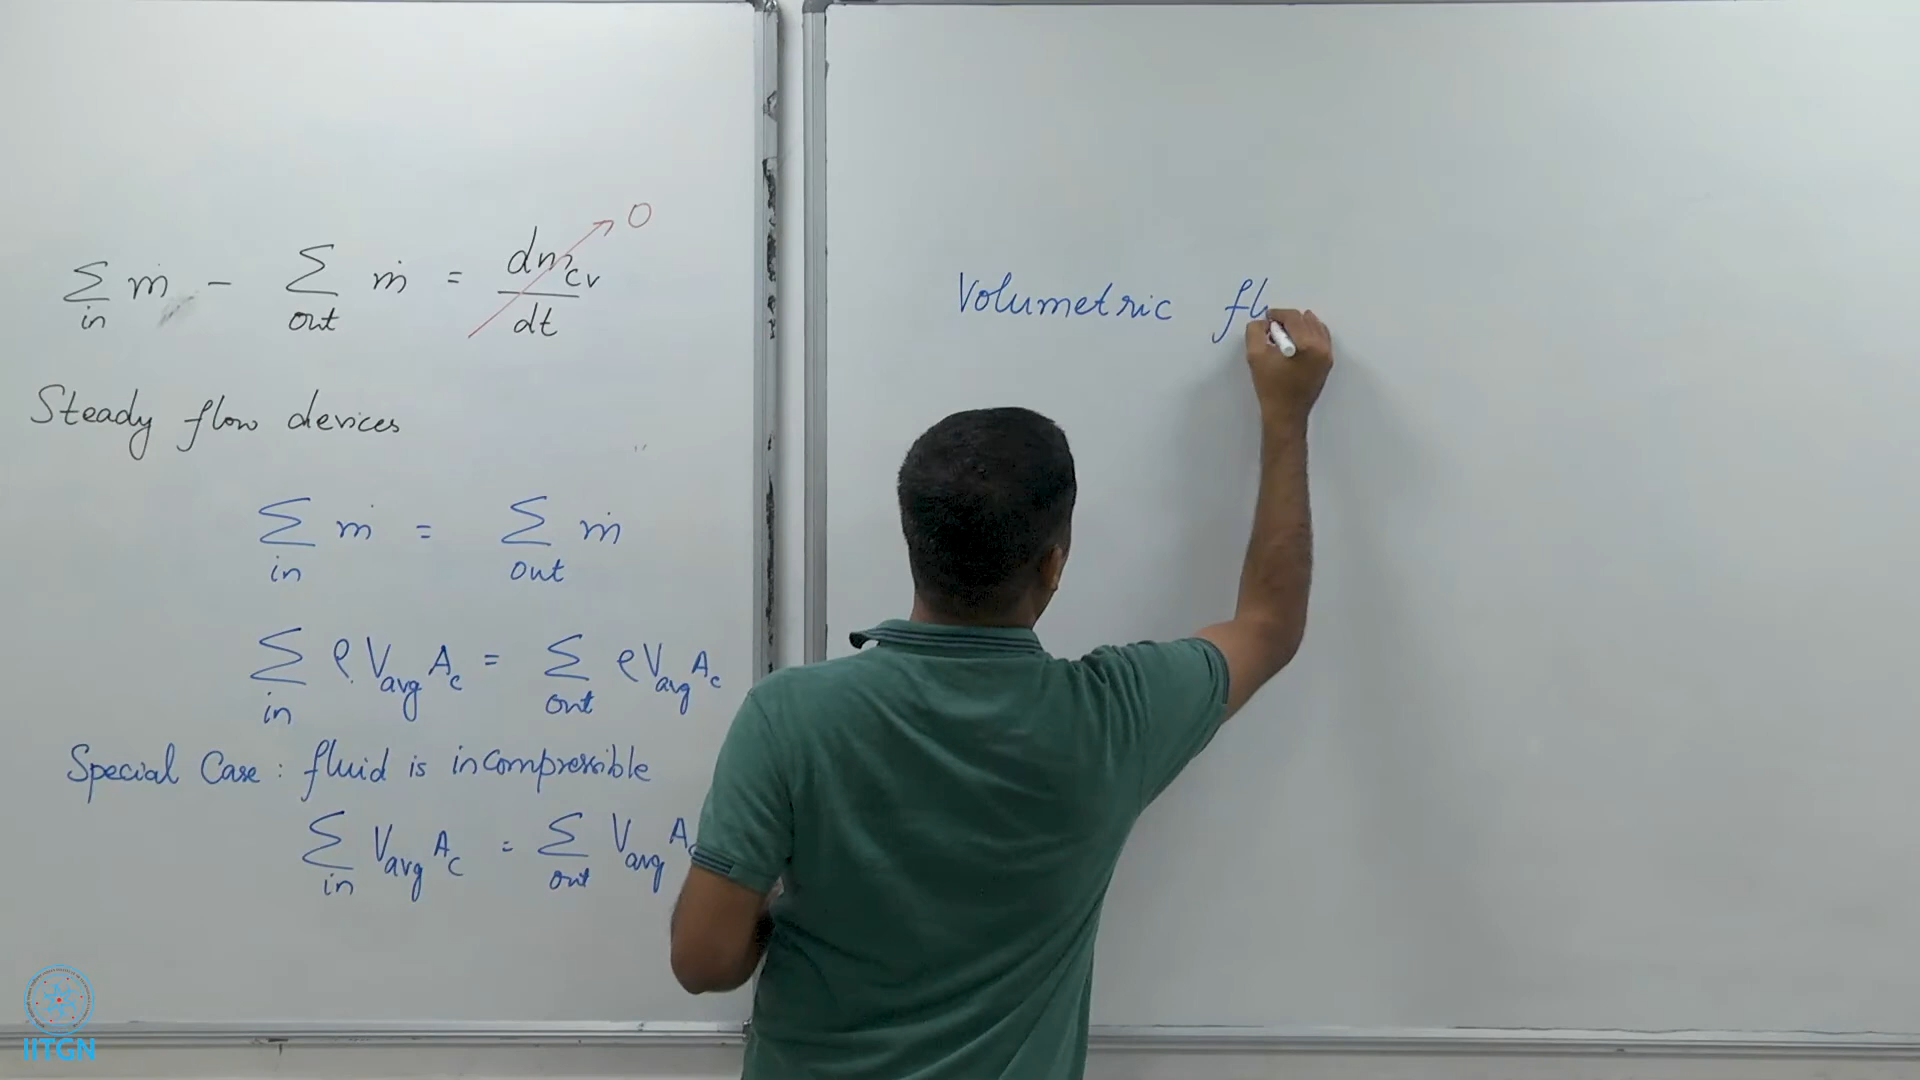 Σ in ṁ - Σ out ṁ = dm_cv/dt → 0
Steady flow devices
Σ in ṁ = Σ out ṁ
Σ in ρ V_avg A_c = Σ out ρ V_avg A_c
Special Case : fluid is incompressible
Σ in V_avg A_c = Σ out V_avg A_c
Volumetric fl
IITGN